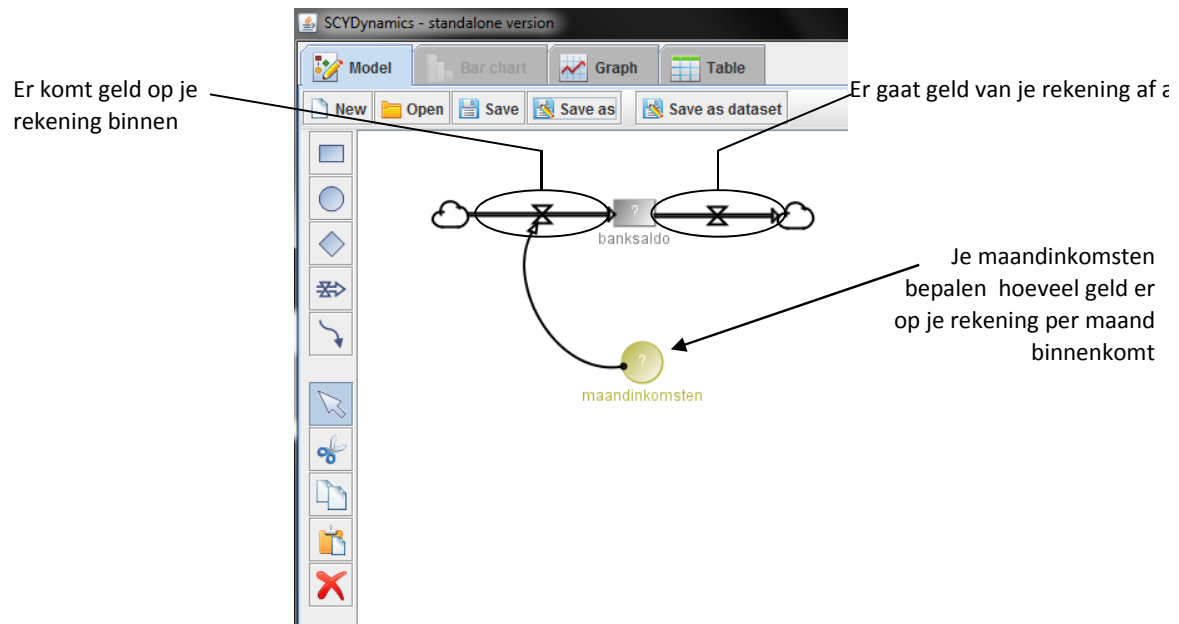 SCYDynamics - standalone version
Model
Bar chart
Graph
Table
New
Open
Save
Save as
Save as dataset
Er komt geld op je
rekening binnen
Er gaat geld van je rekening af
?
banksaldo
Je maandinkomsten
bepalen hoeveel geld er
op je rekening per maand
binnenkomt
?
maandinkomsten